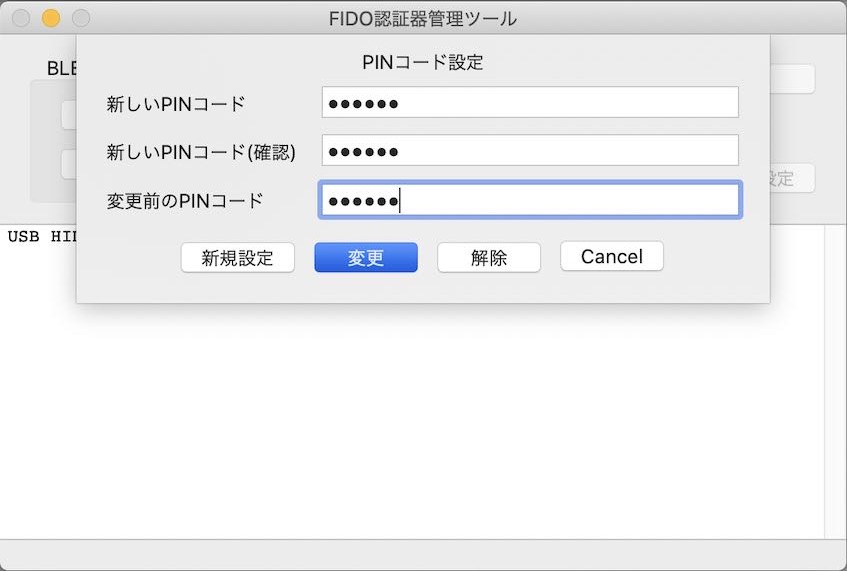 FIDO認証器管理ツール
PINコード設定
BLE
新しいPINコード
新しいPINコード(確認)
変更前のPINコード
設定
USB HID
新規設定 変更 解除 Cancel